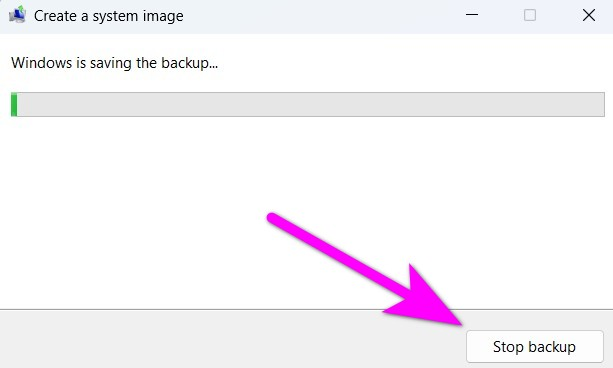 Create a system image
Windows is saving the backup...
Stop backup